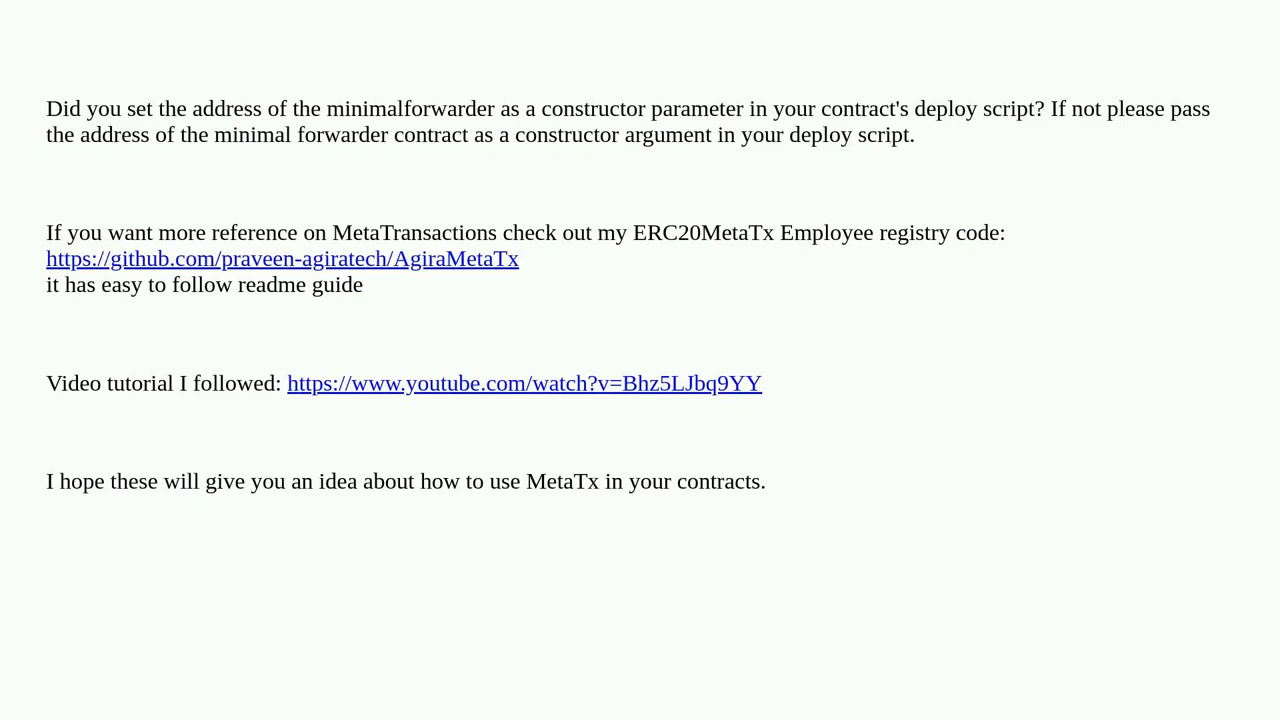 Did you set the address of the minimalforwarder as a constructor parameter in your contract's deploy script? If not please pass
the address of the minimal forwarder contract as a constructor argument in your deploy script.
If you want more reference on MetaTransactions check out my ERC20MetaTx Employee registry code:
https://github.com/praveen-agiratech/AgiraMetaTx
it has easy to follow readme guide
Video tutorial I followed: https://www.youtube.com/watch?v=Bhz5LJbq9YY
I hope these will give you an idea about how to use MetaTx in your contracts.